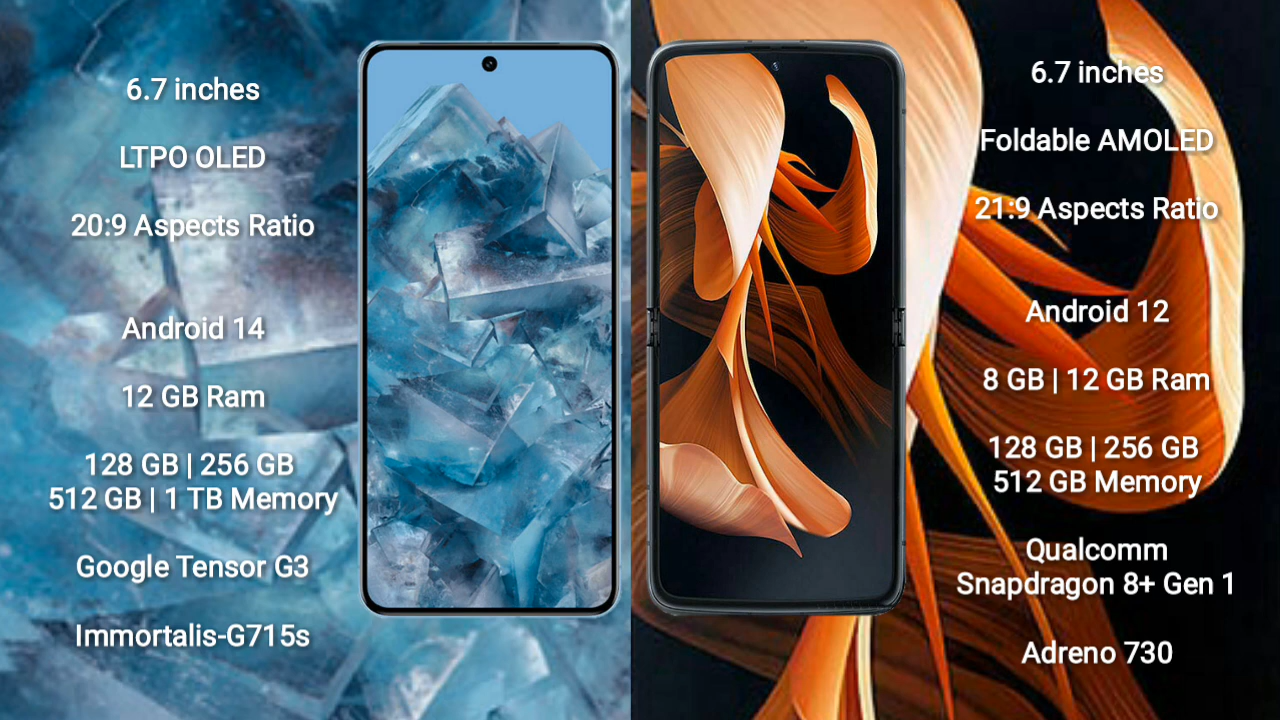 6.7 inches
LTPO OLED
20:9 Aspects Ratio
Android 14
12 GB Ram
128 GB | 256 GB
512 GB | 1 TB Memory
Google Tensor G3
Immortalis-G715s
6.7 inches
Foldable AMOLED
21:9 Aspects Ratio
Android 12
8 GB | 12 GB Ram
128 GB | 256 GB
512 GB Memory
Qualcomm
Snapdragon 8+ Gen 1
Adreno 730